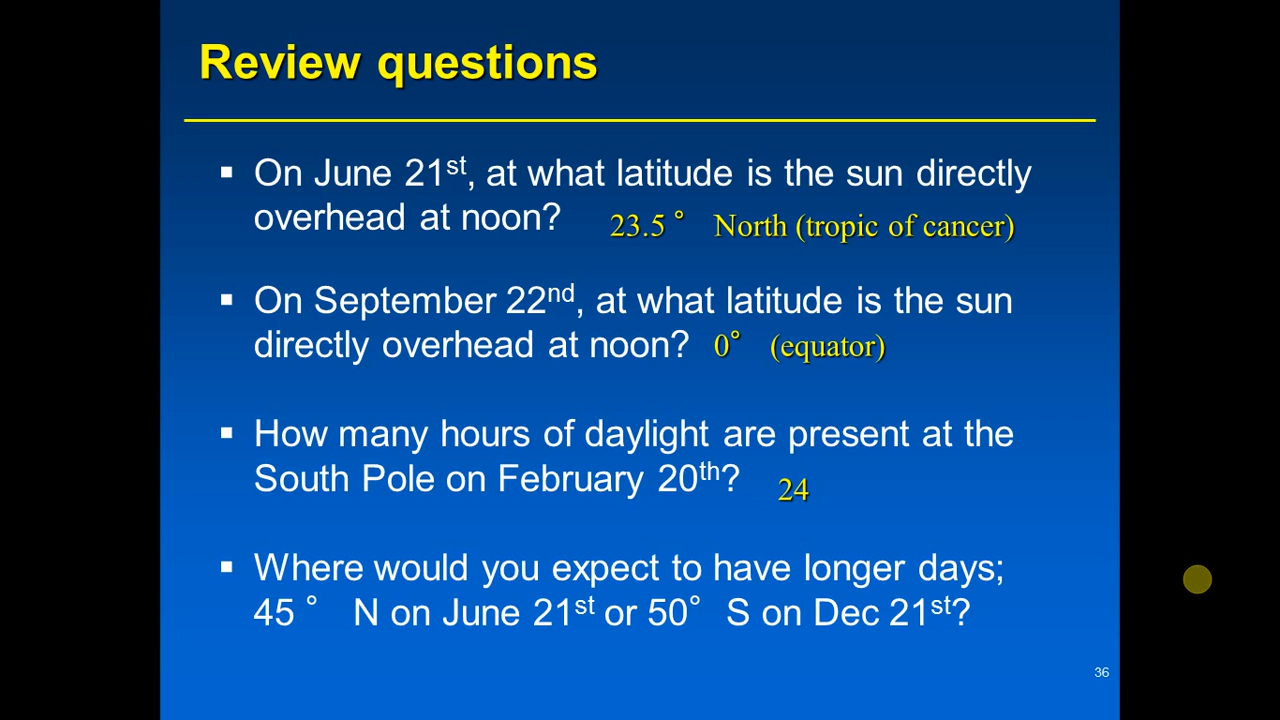 Review questions
▪ On June 21st, at what latitude is the sun directly
overhead at noon? 23.5 ° North (tropic of cancer)
▪ On September 22nd, at what latitude is the sun
directly overhead at noon? 0° (equator)
▪ How many hours of daylight are present at the
South Pole on February 20th? 24
▪ Where would you expect to have longer days;
45 ° N on June 21st or 50° S on Dec 21st?
36